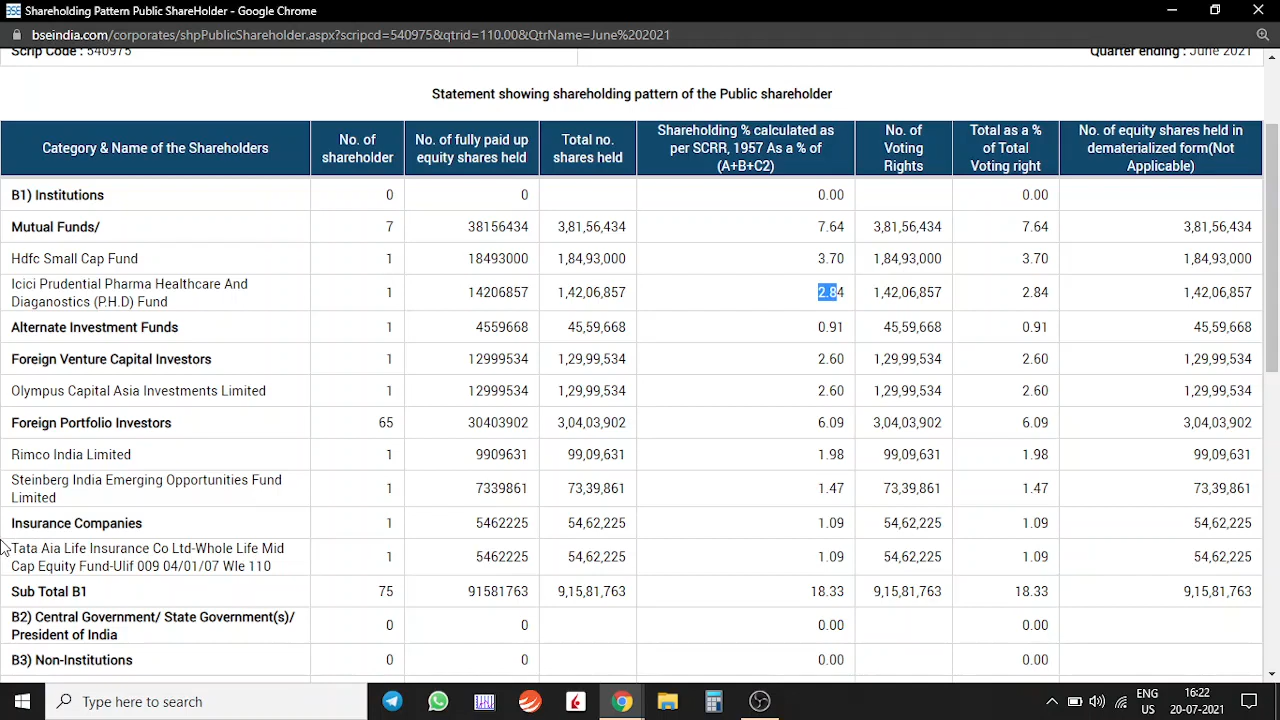 Shareholding Pattern Public ShareHolder - Google Chrome
bseindia.com/corporates/shpPublicShareholder.aspx?scripcd=540975&qtrid=110.00&QtrName=June%202021
Scrip Code : 540975 Quarter ending : June 2021
Statement showing shareholding pattern of the Public shareholder
Category & Name of the Shareholders
No. of
shareholder
No. of fully paid up
equity shares held
Total no.
shares held
Shareholding % calculated as
per SCRR, 1957 As a % of
(A+B+C2)
No. of
Voting
Rights
Total as a %
of Total
Voting right
No. of equity shares held in
dematerialized form(Not
Applicable)
B1) Institutions 0 0 0.00 0.00
Mutual Funds/ 7 38156434 3,81,56,434 7.64 3,81,56,434 7.64 3,81,56,434
Hdfc Small Cap Fund 1 18493000 1,84,93,000 3.70 1,84,93,000 3.70 1,84,93,000
Icici Prudential Pharma Healthcare And
Diaganostics (P.H.D) Fund 1 14206857 1,42,06,857 2.84 1,42,06,857 2.84 1,42,06,857
Alternate Investment Funds 1 4559668 45,59,668 0.91 45,59,668 0.91 45,59,668
Foreign Venture Capital Investors 1 12999534 1,29,99,534 2.60 1,29,99,534 2.60 1,29,99,534
Olympus Capital Asia Investments Limited 1 12999534 1,29,99,534 2.60 1,29,99,534 2.60 1,29,99,534
Foreign Portfolio Investors 65 30403902 3,04,03,902 6.09 3,04,03,902 6.09 3,04,03,902
Rimco India Limited 1 9909631 99,09,631 1.98 99,09,631 1.98 99,09,631
Steinberg India Emerging Opportunities Fund
Limited 1 7339861 73,39,861 1.47 73,39,861 1.47 73,39,861
Insurance Companies 1 5462225 54,62,225 1.09 54,62,225 1.09 54,62,225
Tata Aia Life Insurance Co Ltd-Whole Life Mid
Cap Equity Fund-Ulif 009 04/01/07 Wle 110 1 5462225 54,62,225 1.09 54,62,225 1.09 54,62,225
Sub Total B1 75 91581763 9,15,81,763 18.33 9,15,81,763 18.33 9,15,81,763
B2) Central Government/ State Government(s)/
President of India 0 0 0.00 0.00
B3) Non-Institutions 0 0 0.00 0.00
Type here to search
ENG
US
16:22
20-07-2021